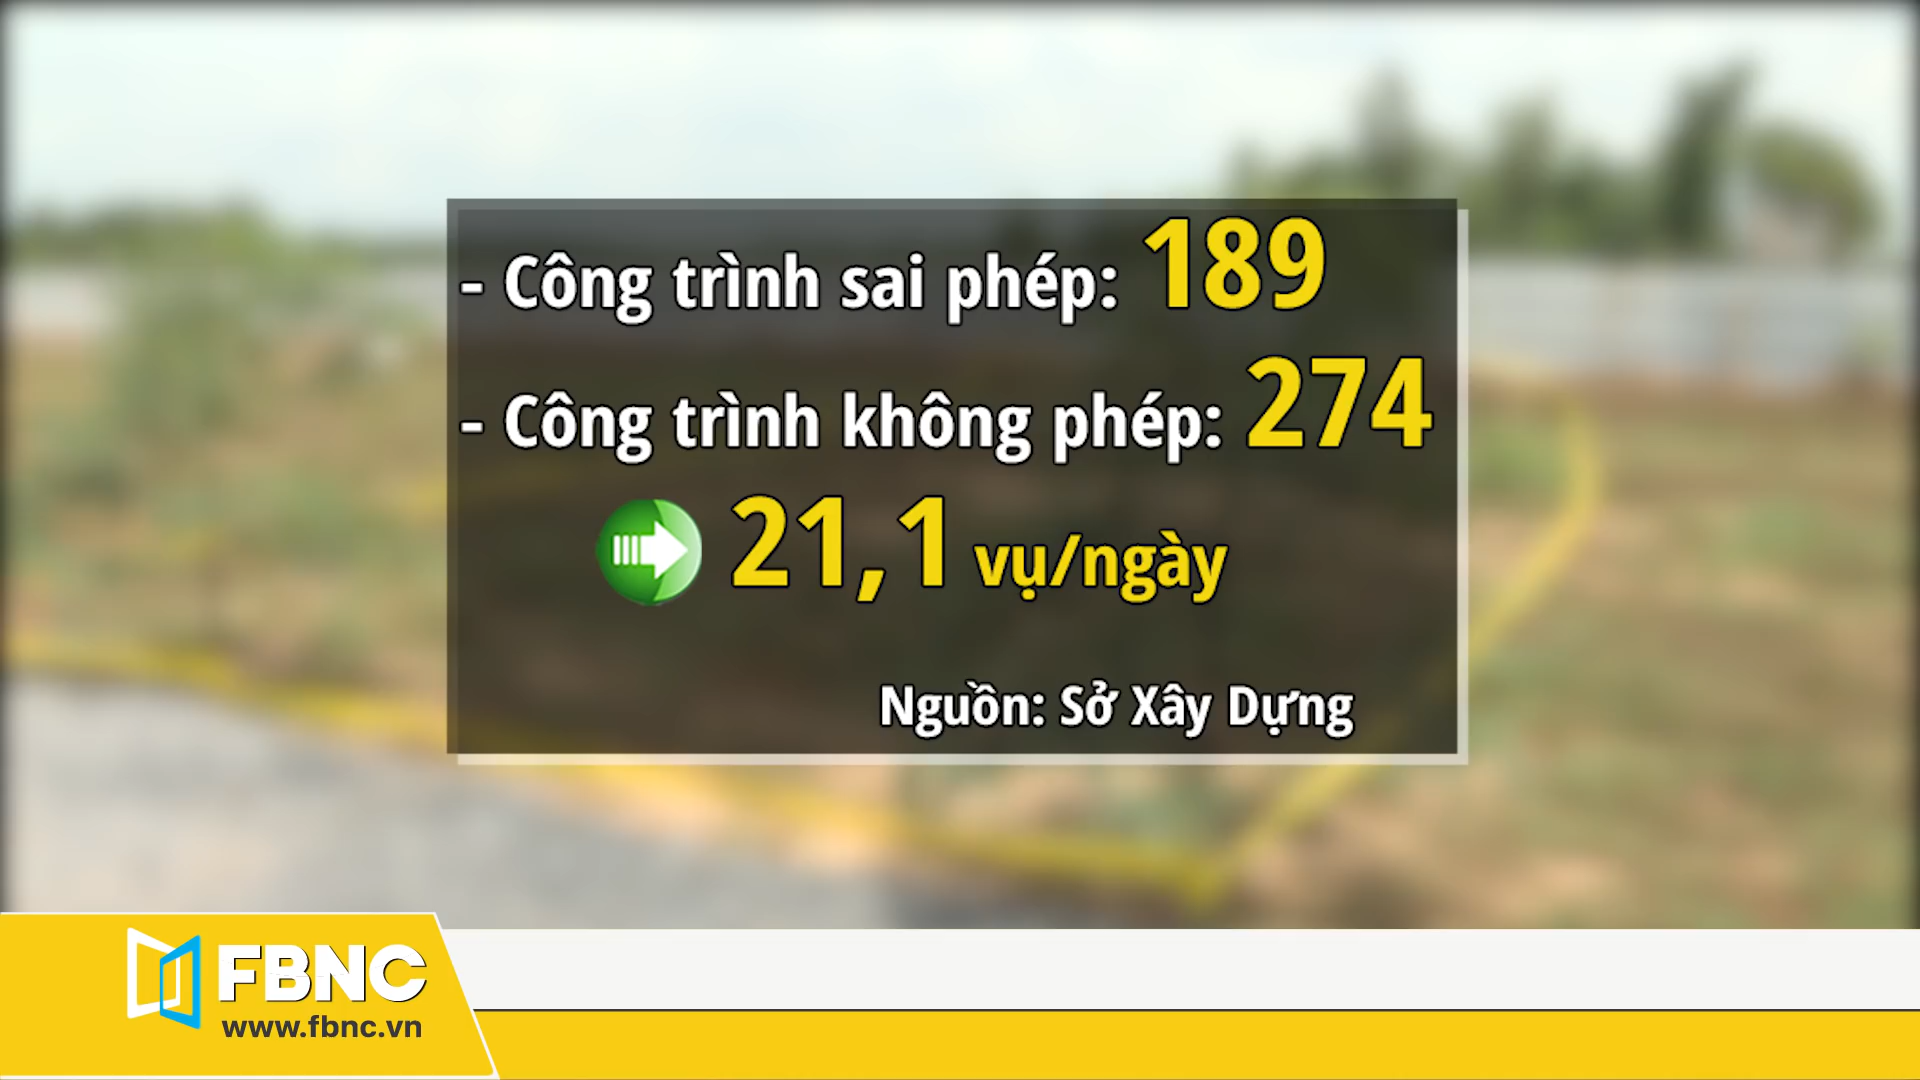 - Công trình sai phép: 189
- Công trình không phép: 274
21,1 vụ/ngày
Nguồn: Sở Xây Dựng
FBNC
www.fbnc.vn